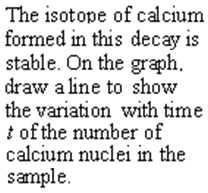 The isotope of calcium
formed in this decay is
stable. On the graph,
draw a line to show
the variation with time
t of the number of
calcium nuclei in the
sample.